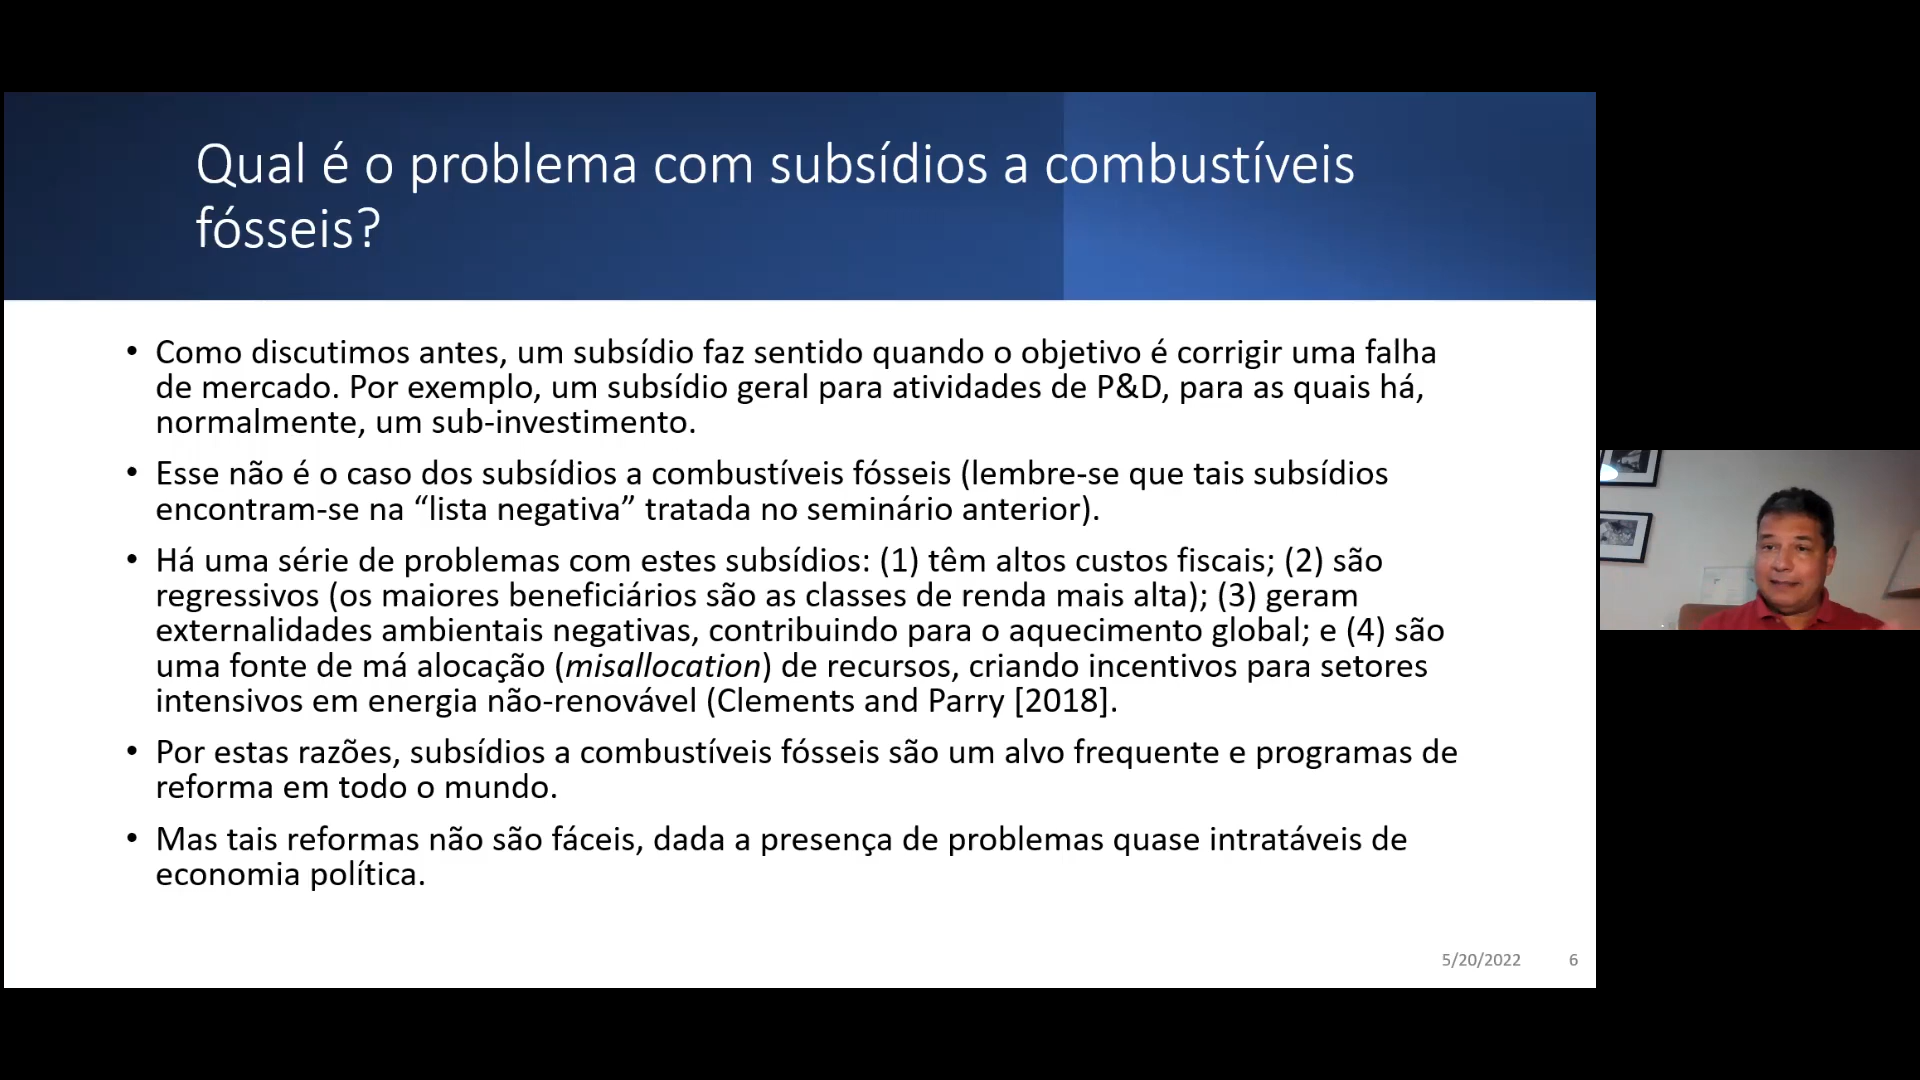 Qual é o problema com subsídios a combustíveis
fósseis?
• Como discutimos antes, um subsídio faz sentido quando o objetivo é corrigir uma falha
de mercado. Por exemplo, um subsídio geral para atividades de P&D, para as quais há,
normalmente, um sub-investimento.
• Esse não é o caso dos subsídios a combustíveis fósseis (lembre-se que tais subsídios
encontram-se na “lista negativa” tratada no seminário anterior).
• Há uma série de problemas com estes subsídios: (1) têm altos custos fiscais; (2) são
regressivos (os maiores beneficiários são as classes de renda mais alta); (3) geram
externalidades ambientais negativas, contribuindo para o aquecimento global; e (4) são
uma fonte de má alocação (misallocation) de recursos, criando incentivos para setores
intensivos em energia não-renovável (Clements and Parry [2018].
• Por estas razões, subsídios a combustíveis fósseis são um alvo frequente e programas de
reforma em todo o mundo.
• Mas tais reformas não são fáceis, dada a presença de problemas quase intratáveis de
economia política.
5/20/2022 6